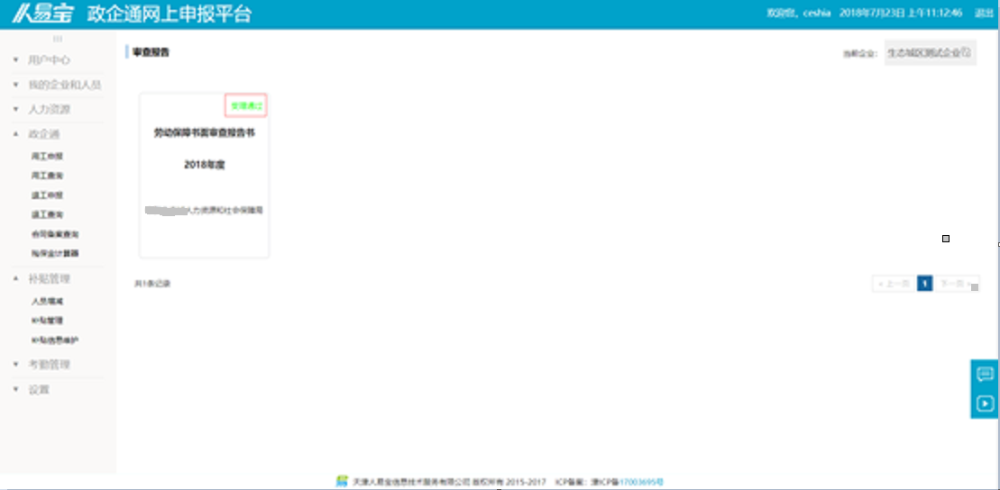 人易宝 政企通网上申报平台
欢迎您，ceshia 2018年7月23日 上午11:12:46 退出
用户中心
我的企业和人员
人力资源
政企通
用工申报
用工查询
退工申报
退工查询
合同备案查询
补贴管理
人员增减
补贴管理
补贴信息维护
考勤管理
设置
审查报告
当前企业： 生态城区测试企业
受理通过
劳动保障书面审查报告书
2018年度
人力资源和社会保障局
共1条记录
« 上一页 1 下一页 »
天津人易宝信息技术服务有限公司 版权所有 2015-2017 ICP备案：津ICP备17003695号